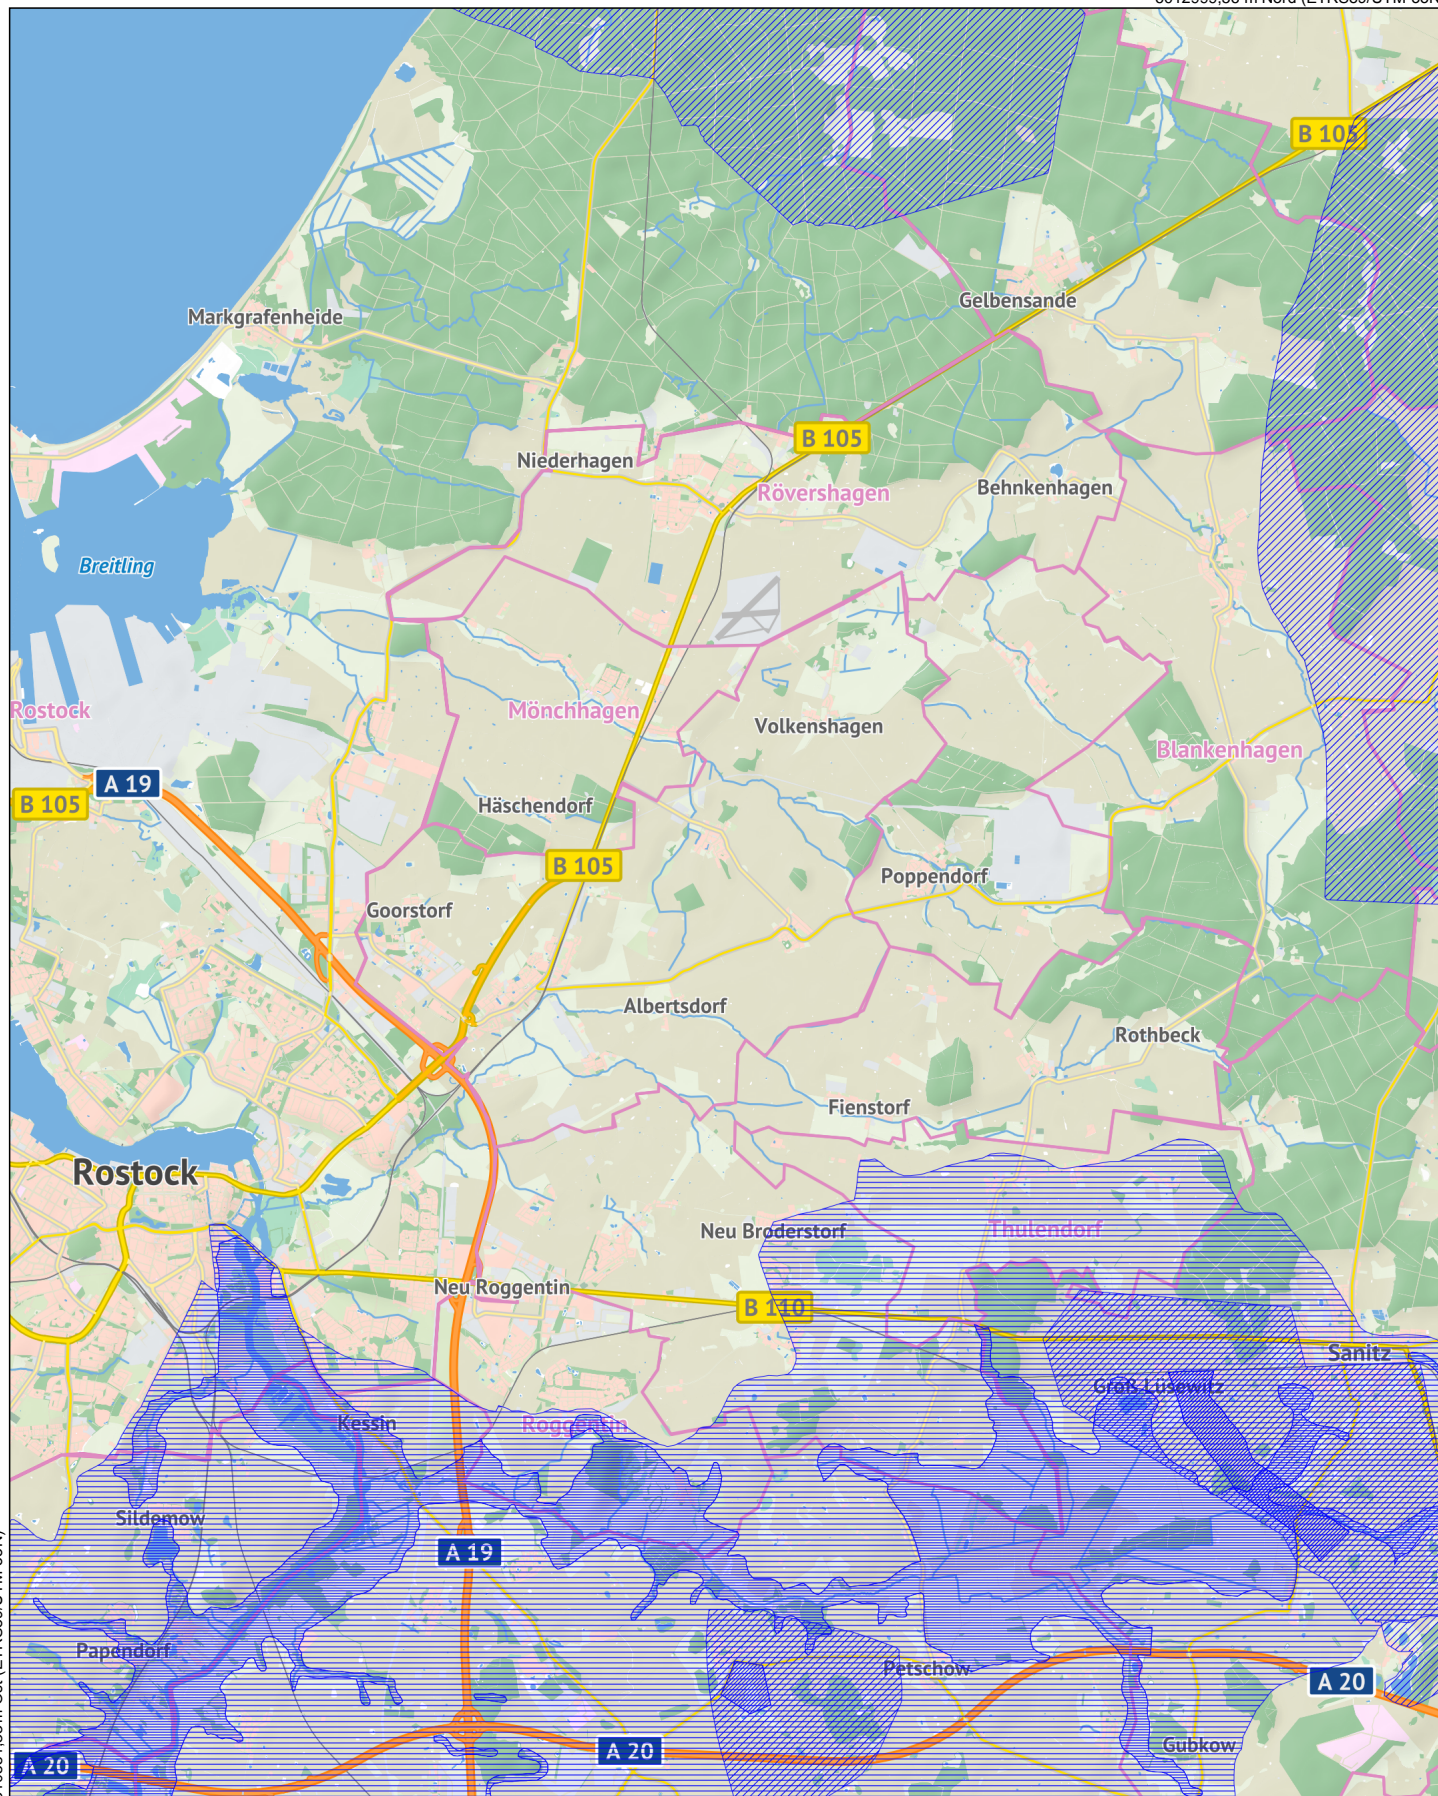 B 105
Gelbensande
Markgrafenheide
B 105
Niederhagen
Rövershagen
Behnkenhagen
Breitling
Rostock
Mönchhagen
Volkenshagen
Blankenhagen
A 19
B 105
Häschendorf
B 105
Poppendorf
Goorstorf
Albertsdorf
Rothbeck
Fienstorf
Rostock
Neu Broderstorf
Thulendorf
Neu Roggentin
B 110
Sanitz
Groß Lüsewitz
Kessin
Roggentin
Sildemow
A 19
Papendorf
Petschow
A 20
Gubkow
A 20
A 20